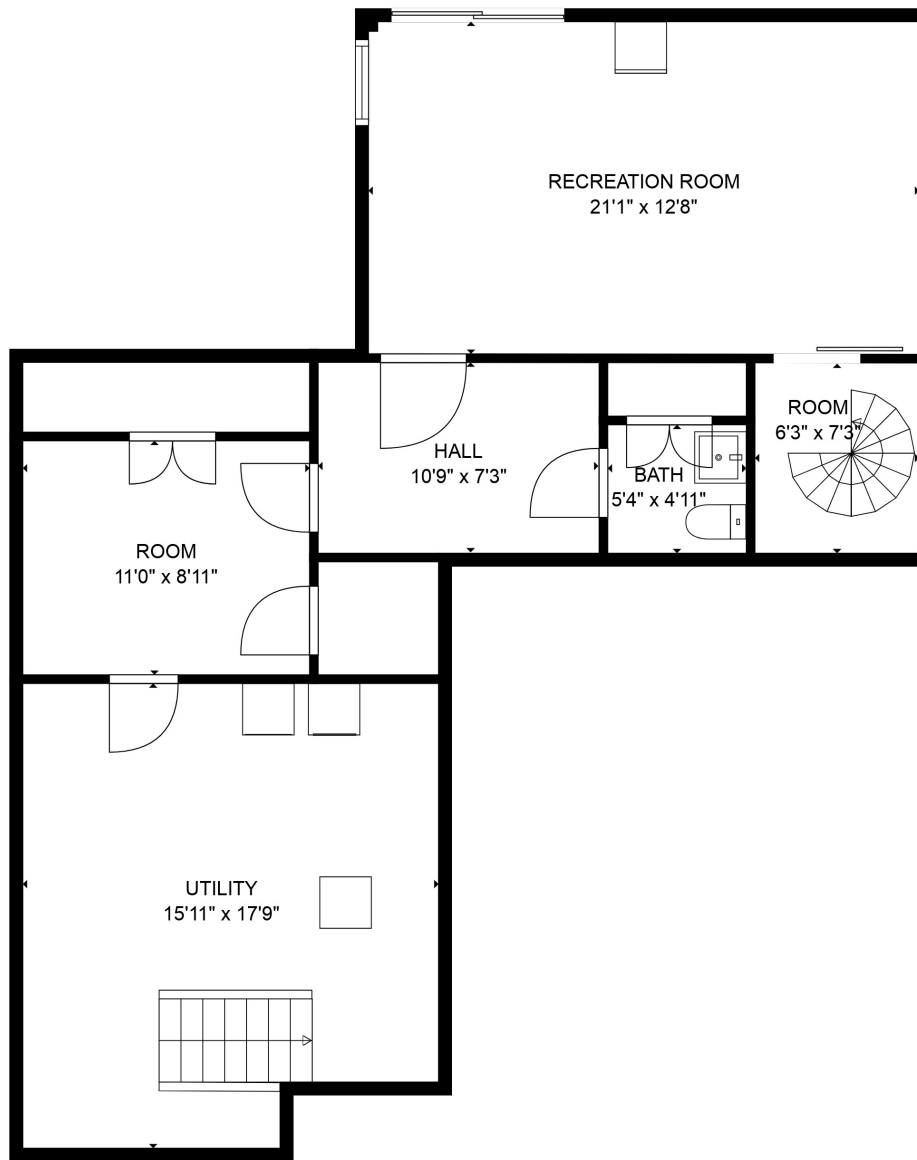 RECREATION ROOM
21'1" x 12'8"
ROOM
6'3" x 7'3"
HALL
10'9" x 7'3"
BATH
5'4" x 4'11"
ROOM
11'0" x 8'11"
UTILITY
15'11" x 17'9"